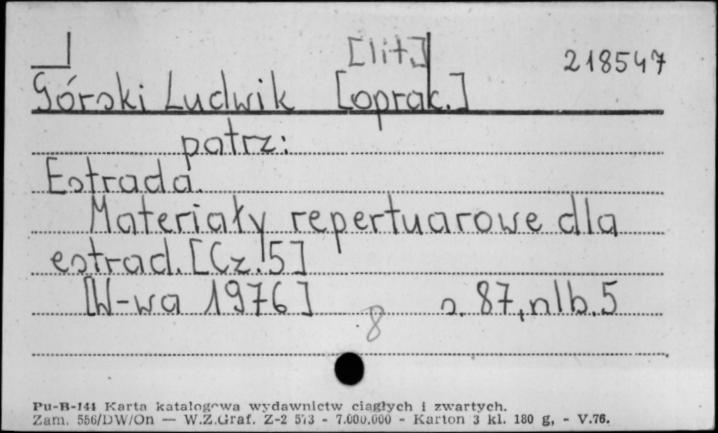 [lit.] 218547
Górski Ludwik [oprac.]
patrz:
Estrada.
Materiały repertuarowe dla
estrad. [Cz. 5]
[W-wa 1976] s. 87, nlb. 5
8
Pu-B-144 Karta katalogowa wydawnictw ciągłych i zwartych.
Zam. 556/DW/On — W.Z.Graf. Z-2 573 - 7.000.000 - Karton 3 kl. 180 g, - V.76.